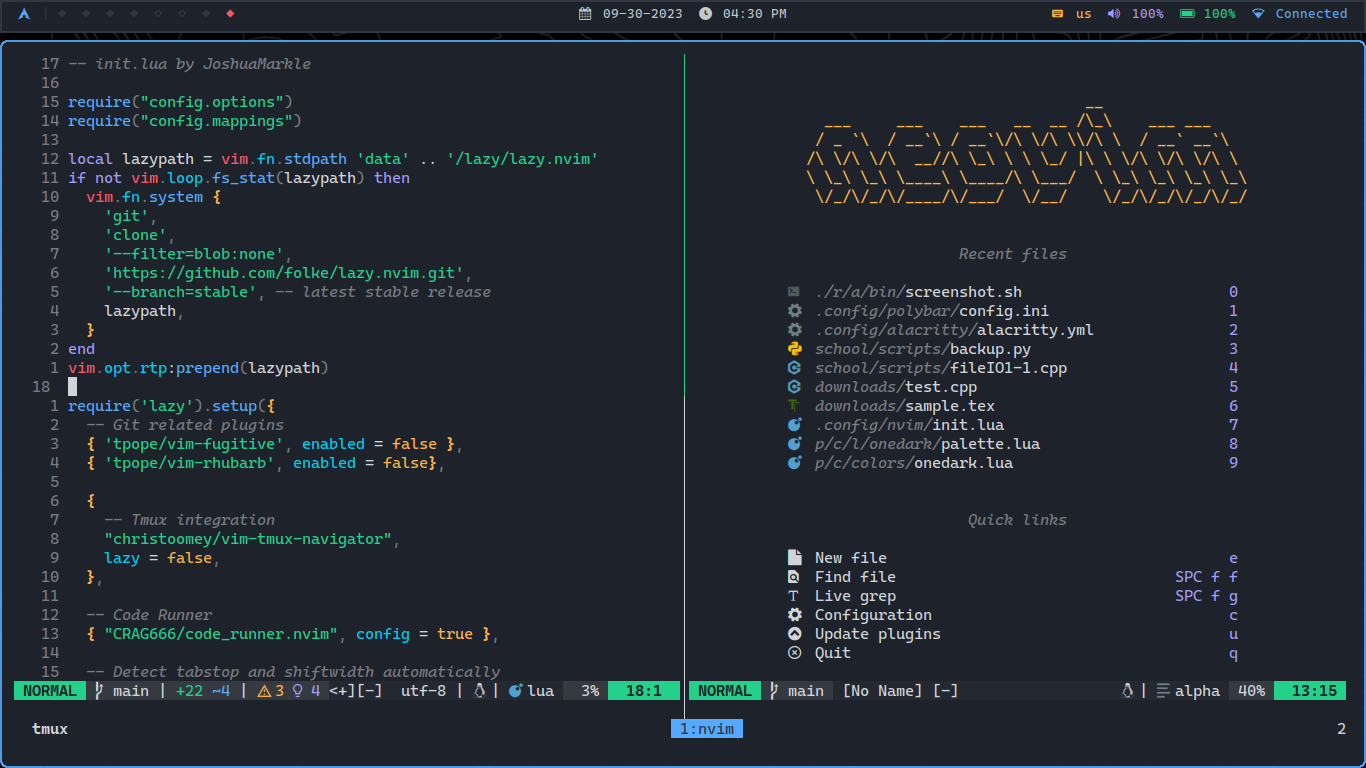 09-30-2023 04:30 PM us 100% 100% Connected
17 -- init.lua by JoshuaMarkle
16
15 require("config.options")
14 require("config.mappings")
13
12 local lazypath = vim.fn.stdpath 'data' .. '/lazy/lazy.nvim'
11 if not vim.loop.fs_stat(lazypath) then
10 vim.fn.system {
9 'git',
8 'clone',
7 '--filter=blob:none',
6 'https://github.com/folke/lazy.nvim.git',
5 '--branch=stable', -- latest stable release
4 lazypath,
3 }
2 end
1 vim.opt.rtp:prepend(lazypath)
18
1 require('lazy').setup({
2 -- Git related plugins
3 { 'tpope/vim-fugitive', enabled = false },
4 { 'tpope/vim-rhubarb', enabled = false},
5
6 {
7 -- Tmux integration
8 "christoomey/vim-tmux-navigator",
9 lazy = false,
10 },
11
12 -- Code Runner
13 { "CRAG666/code_runner.nvim", config = true },
14
15 -- Detect tabstop and shiftwidth automatically
NORMAL main | +22 ~4 | 3 4 <+][-] utf-8 | | lua 3% 18:1
neovim
Recent files
./r/a/bin/screenshot.sh 0
.config/polybar/config.ini 1
.config/alacritty/alacritty.yml 2
school/scripts/backup.py 3
school/scripts/fileIO1-1.cpp 4
downloads/test.cpp 5
downloads/sample.tex 6
.config/nvim/init.lua 7
p/c/l/onedark/palette.lua 8
p/c/colors/onedark.lua 9
Quick links
New file e
Find file SPC f f
Live grep SPC f g
Configuration c
Update plugins u
Quit q
NORMAL main [No Name] [-] | alpha 40% 13:15
tmux 1:nvim 2